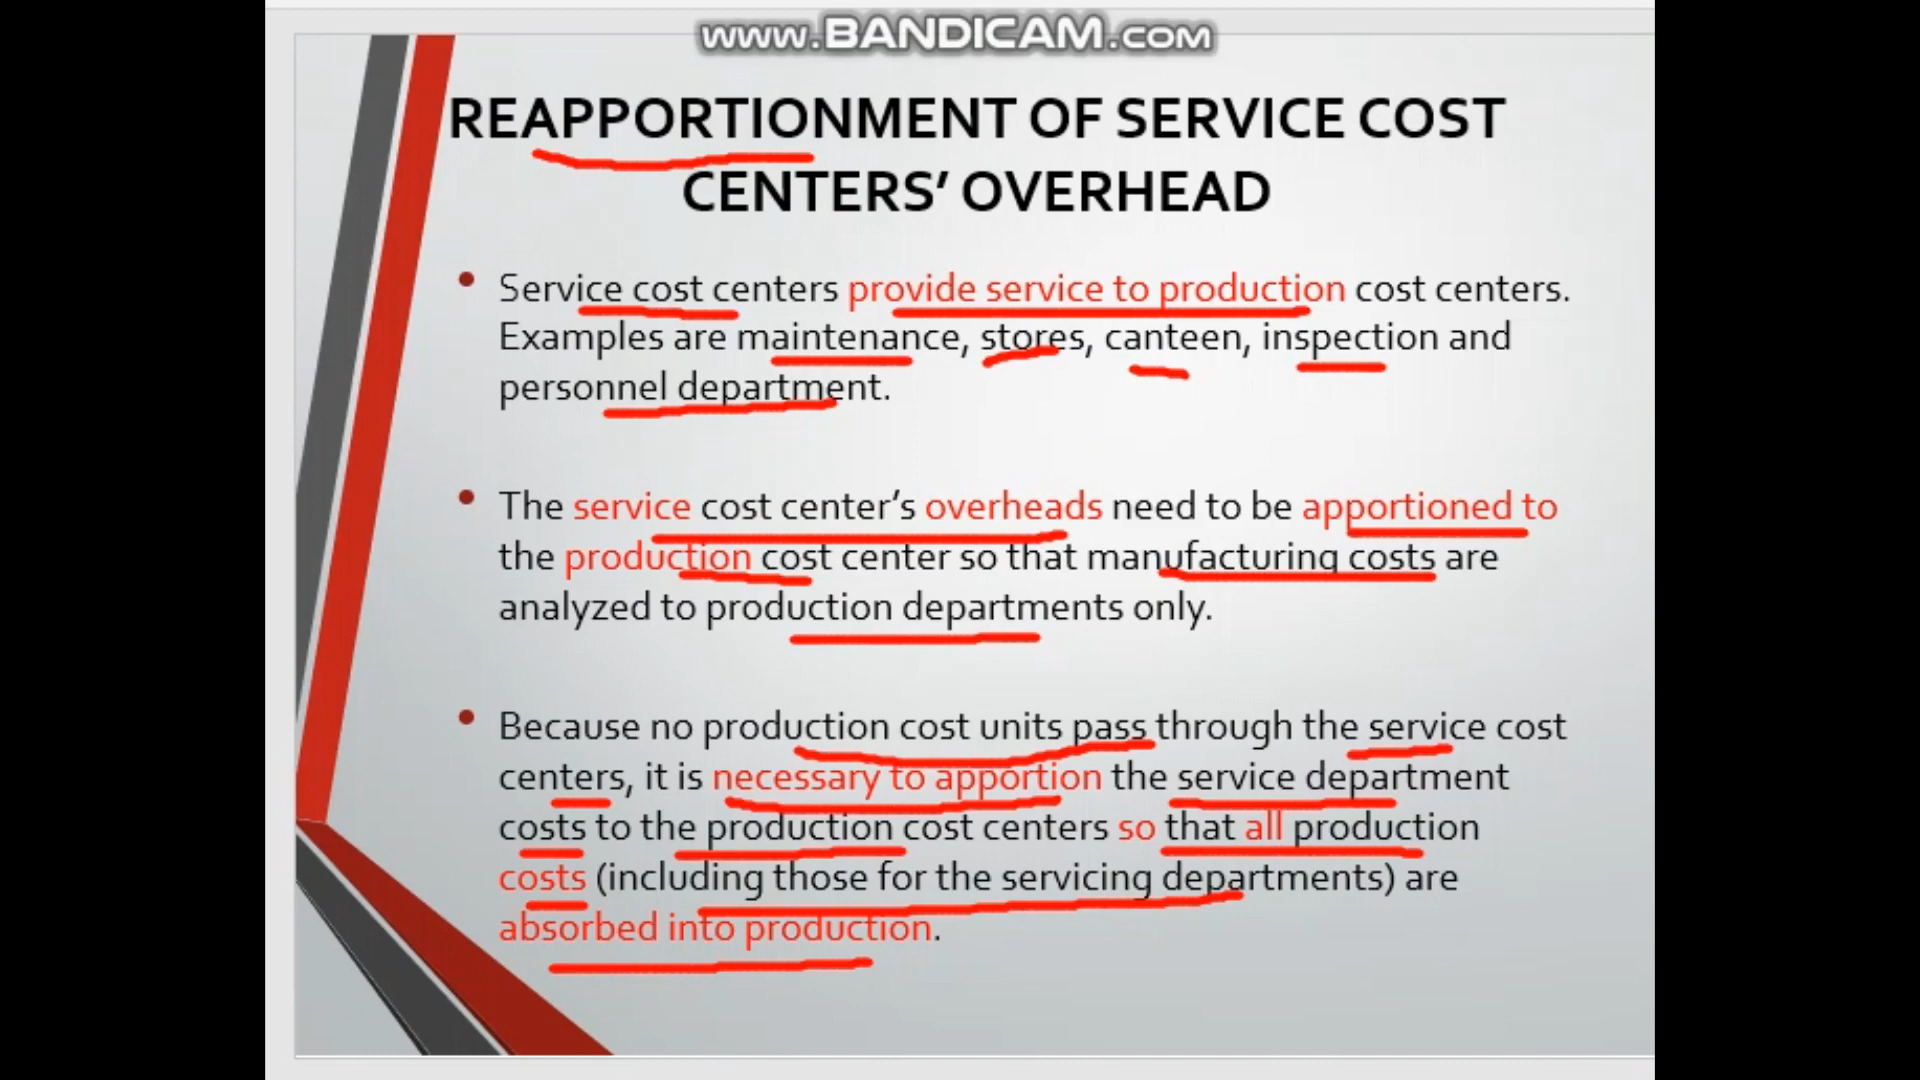 www.BANDICAM.com
REAPPORTIONMENT OF SERVICE COST
CENTERS’ OVERHEAD
• Service cost centers provide service to production cost centers.
Examples are maintenance, stores, canteen, inspection and
personnel department.
• The service cost center’s overheads need to be apportioned to
the production cost center so that manufacturing costs are
analyzed to production departments only.
• Because no production cost units pass through the service cost
centers, it is necessary to apportion the service department
costs to the production cost centers so that all production
costs (including those for the servicing departments) are
absorbed into production.